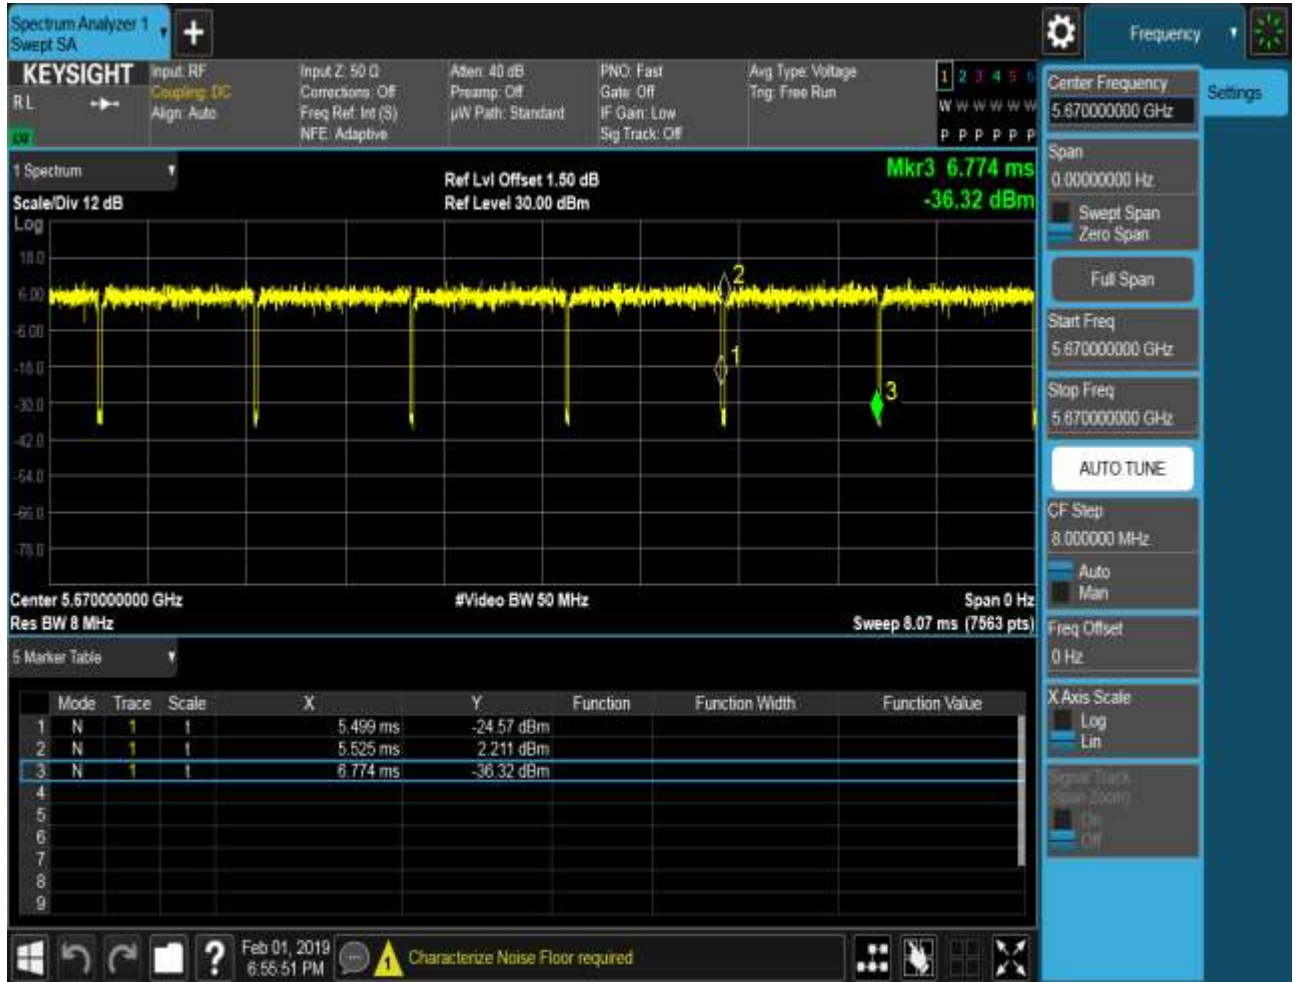 Spectrum Analyzer 1
Swept SA
Frequency
KEYSIGHT
R L
Input: RF
Coupling: DC
Align: Auto
Input Z: 50 Ω
Corrections: Off
Freq Ref: Int (S)
NFE: Adaptive
Atten: 40 dB
Preamp: Off
µW Path: Standard
PNO: Fast
Gate: Off
IF Gain: Low
Sig Track: Off
Avg Type: Voltage
Trig: Free Run
1 2 3 4 5 6
W W W W W W
P P P P P P
1 Spectrum
Scale/Div 12 dB
Ref Lvl Offset 1.50 dB
Ref Level 30.00 dBm
Mkr3 6.774 ms
-36.32 dBm
Log
18.0
6.00
-6.00
-18.0
-30.0
-42.0
-54.0
-66.0
-78.0
2
1
3
Center 5.670000000 GHz
#Video BW 50 MHz
Span 0 Hz
Res BW 8 MHz
Sweep 8.07 ms (7563 pts)
5 Marker Table
Mode Trace Scale X Y Function Function Width Function Value
1 N 1 t 5.499 ms -24.57 dBm
2 N 1 t 5.525 ms 2.211 dBm
3 N 1 t 6.774 ms -36.32 dBm
4
5
6
7
8
9
Feb 01, 2019
6:55:51 PM
1
Characterize Noise Floor required
Center Frequency
5.670000000 GHz
Settings
Span
0.00000000 Hz
Swept Span
Zero Span
Full Span
Start Freq
5.670000000 GHz
Stop Freq
5.670000000 GHz
AUTO TUNE
CF Step
8.000000 MHz
Auto
Man
Freq Offset
0 Hz
X Axis Scale
Log
Lin
Signal Track
(Span Zoom)
On
Off